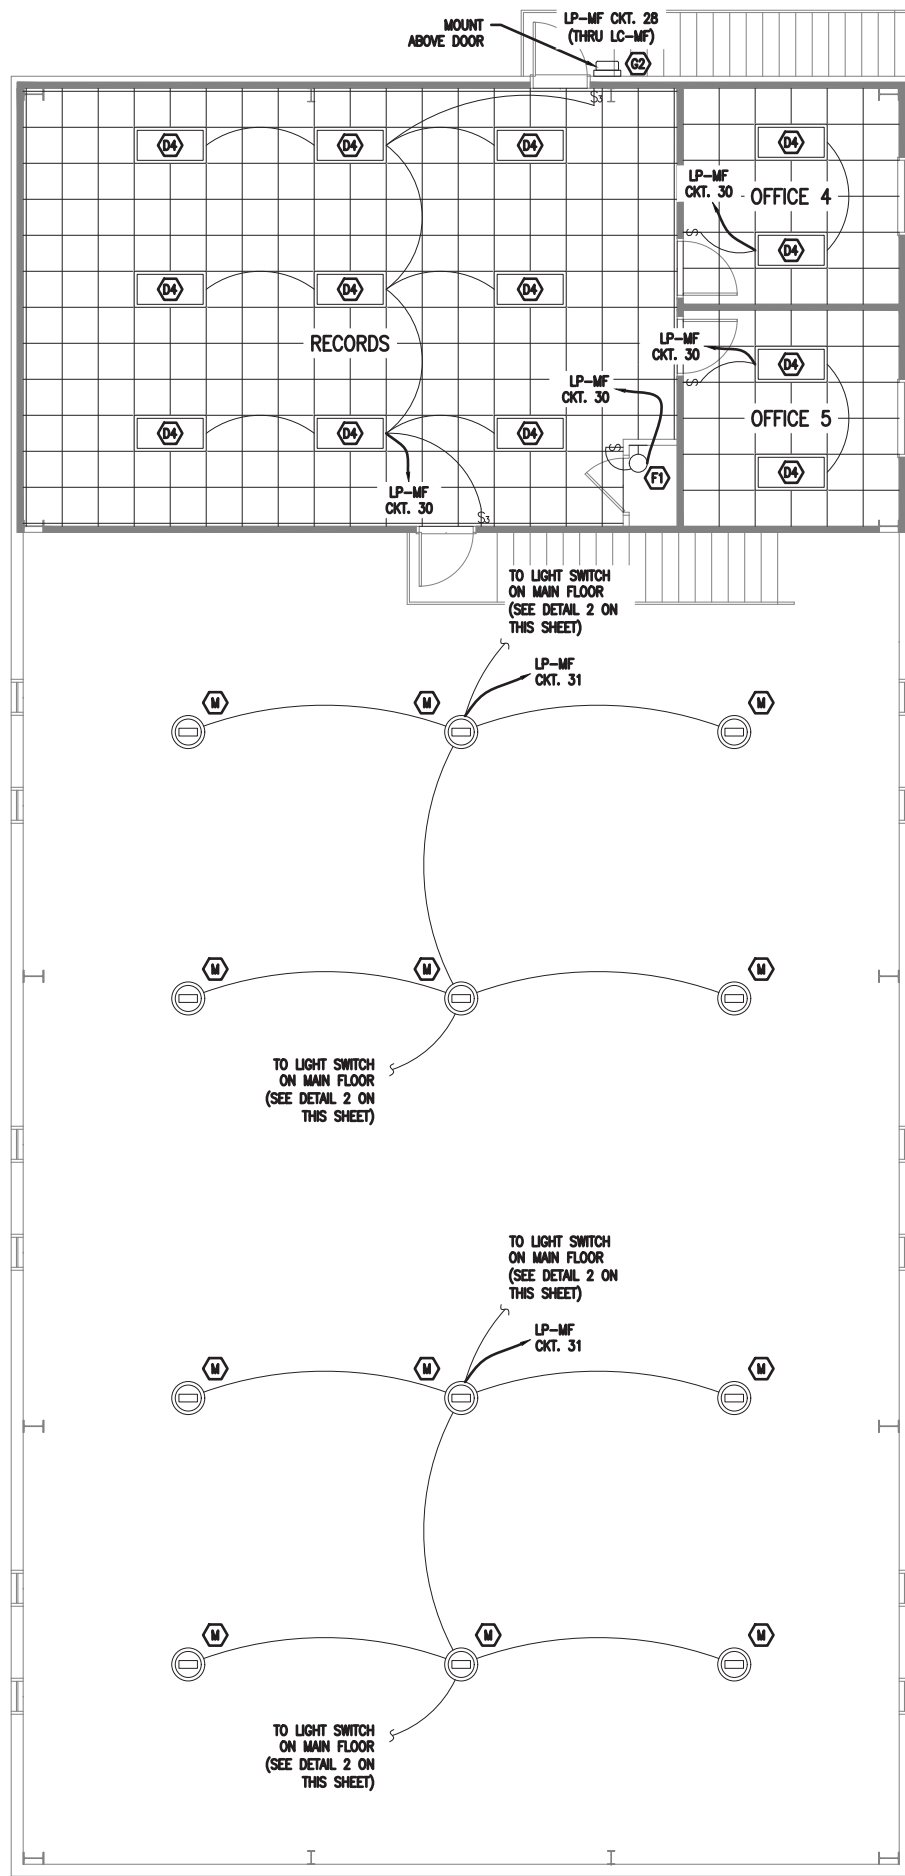 MOUNT
ABOVE DOOR
LP-MF CKT. 28
(THRU LC-MF)
G2
S3
D4
D4
D4
D4
LP-MF
CKT. 30
OFFICE 4
S
D4
D4
D4
D4
RECORDS
LP-MF
CKT. 30
D4
S
LP-MF
CKT. 30
OFFICE 5
D4
D4
D4
S
F1
D4
LP-MF
CKT. 30
S3
TO LIGHT SWITCH
ON MAIN FLOOR
(SEE DETAIL 2 ON
THIS SHEET)
LP-MF
CKT. 31
M
M
M
M
M
M
TO LIGHT SWITCH
ON MAIN FLOOR
(SEE DETAIL 2 ON
THIS SHEET)
TO LIGHT SWITCH
ON MAIN FLOOR
(SEE DETAIL 2 ON
THIS SHEET)
LP-MF
CKT. 31
M
M
M
M
M
M
TO LIGHT SWITCH
ON MAIN FLOOR
(SEE DETAIL 2 ON
THIS SHEET)